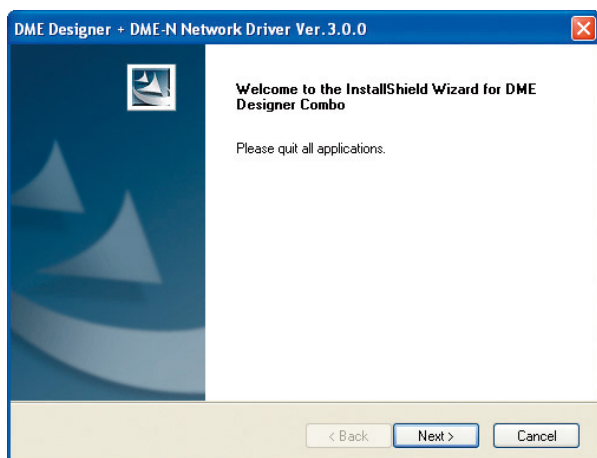 DME Designer + DME-N Network Driver Ver.3.0.0
Welcome to the InstallShield Wizard for DME
Designer Combo
Please quit all applications.
< Back
Next >
Cancel